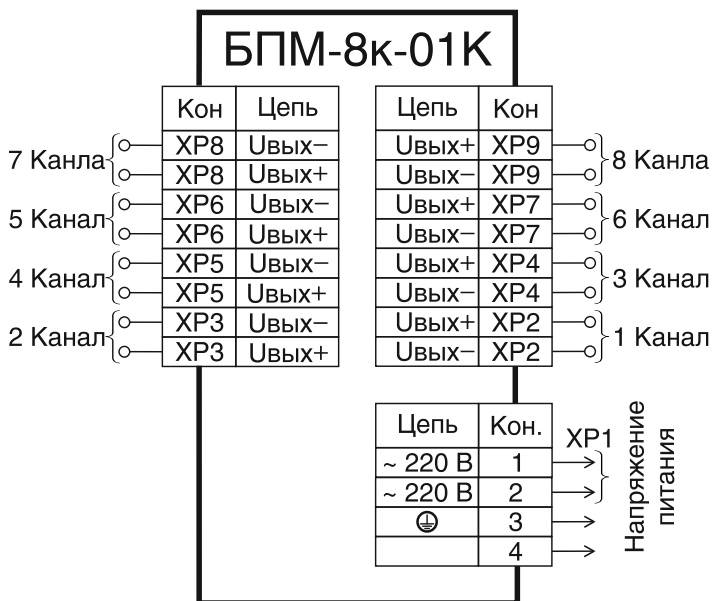 БПМ-8к-01К
Кон Цепь
7 Канла
XP8 Uвых–
XP8 Uвых+
5 Канал
XP6 Uвых–
XP6 Uвых+
4 Канал
XP5 Uвых–
XP5 Uвых+
2 Канал
XP3 Uвых–
XP3 Uвых+
Цепь Кон
Uвых+ XP9
Uвых– XP9
8 Канла
Uвых+ XP7
Uвых– XP7
6 Канал
Uвых+ XP4
Uвых– XP4
3 Канал
Uвых+ XP2
Uвых– XP2
1 Канал
Цепь Кон.
XP1
~ 220 В 1
~ 220 В 2
3
4
Напряжение
питания